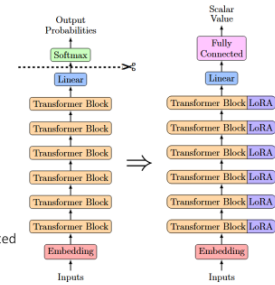 Output
Probabilities
Softmax
Linear
Transformer Block
Transformer Block
Transformer Block
Transformer Block
Transformer Block
Transformer Block
Embedding
Inputs
ted
⇒
Scalar
Value
Fully
Connected
Linear
Transformer Block LoRA
Transformer Block LoRA
Transformer Block LoRA
Transformer Block LoRA
Transformer Block LoRA
Transformer Block LoRA
Embedding
Inputs